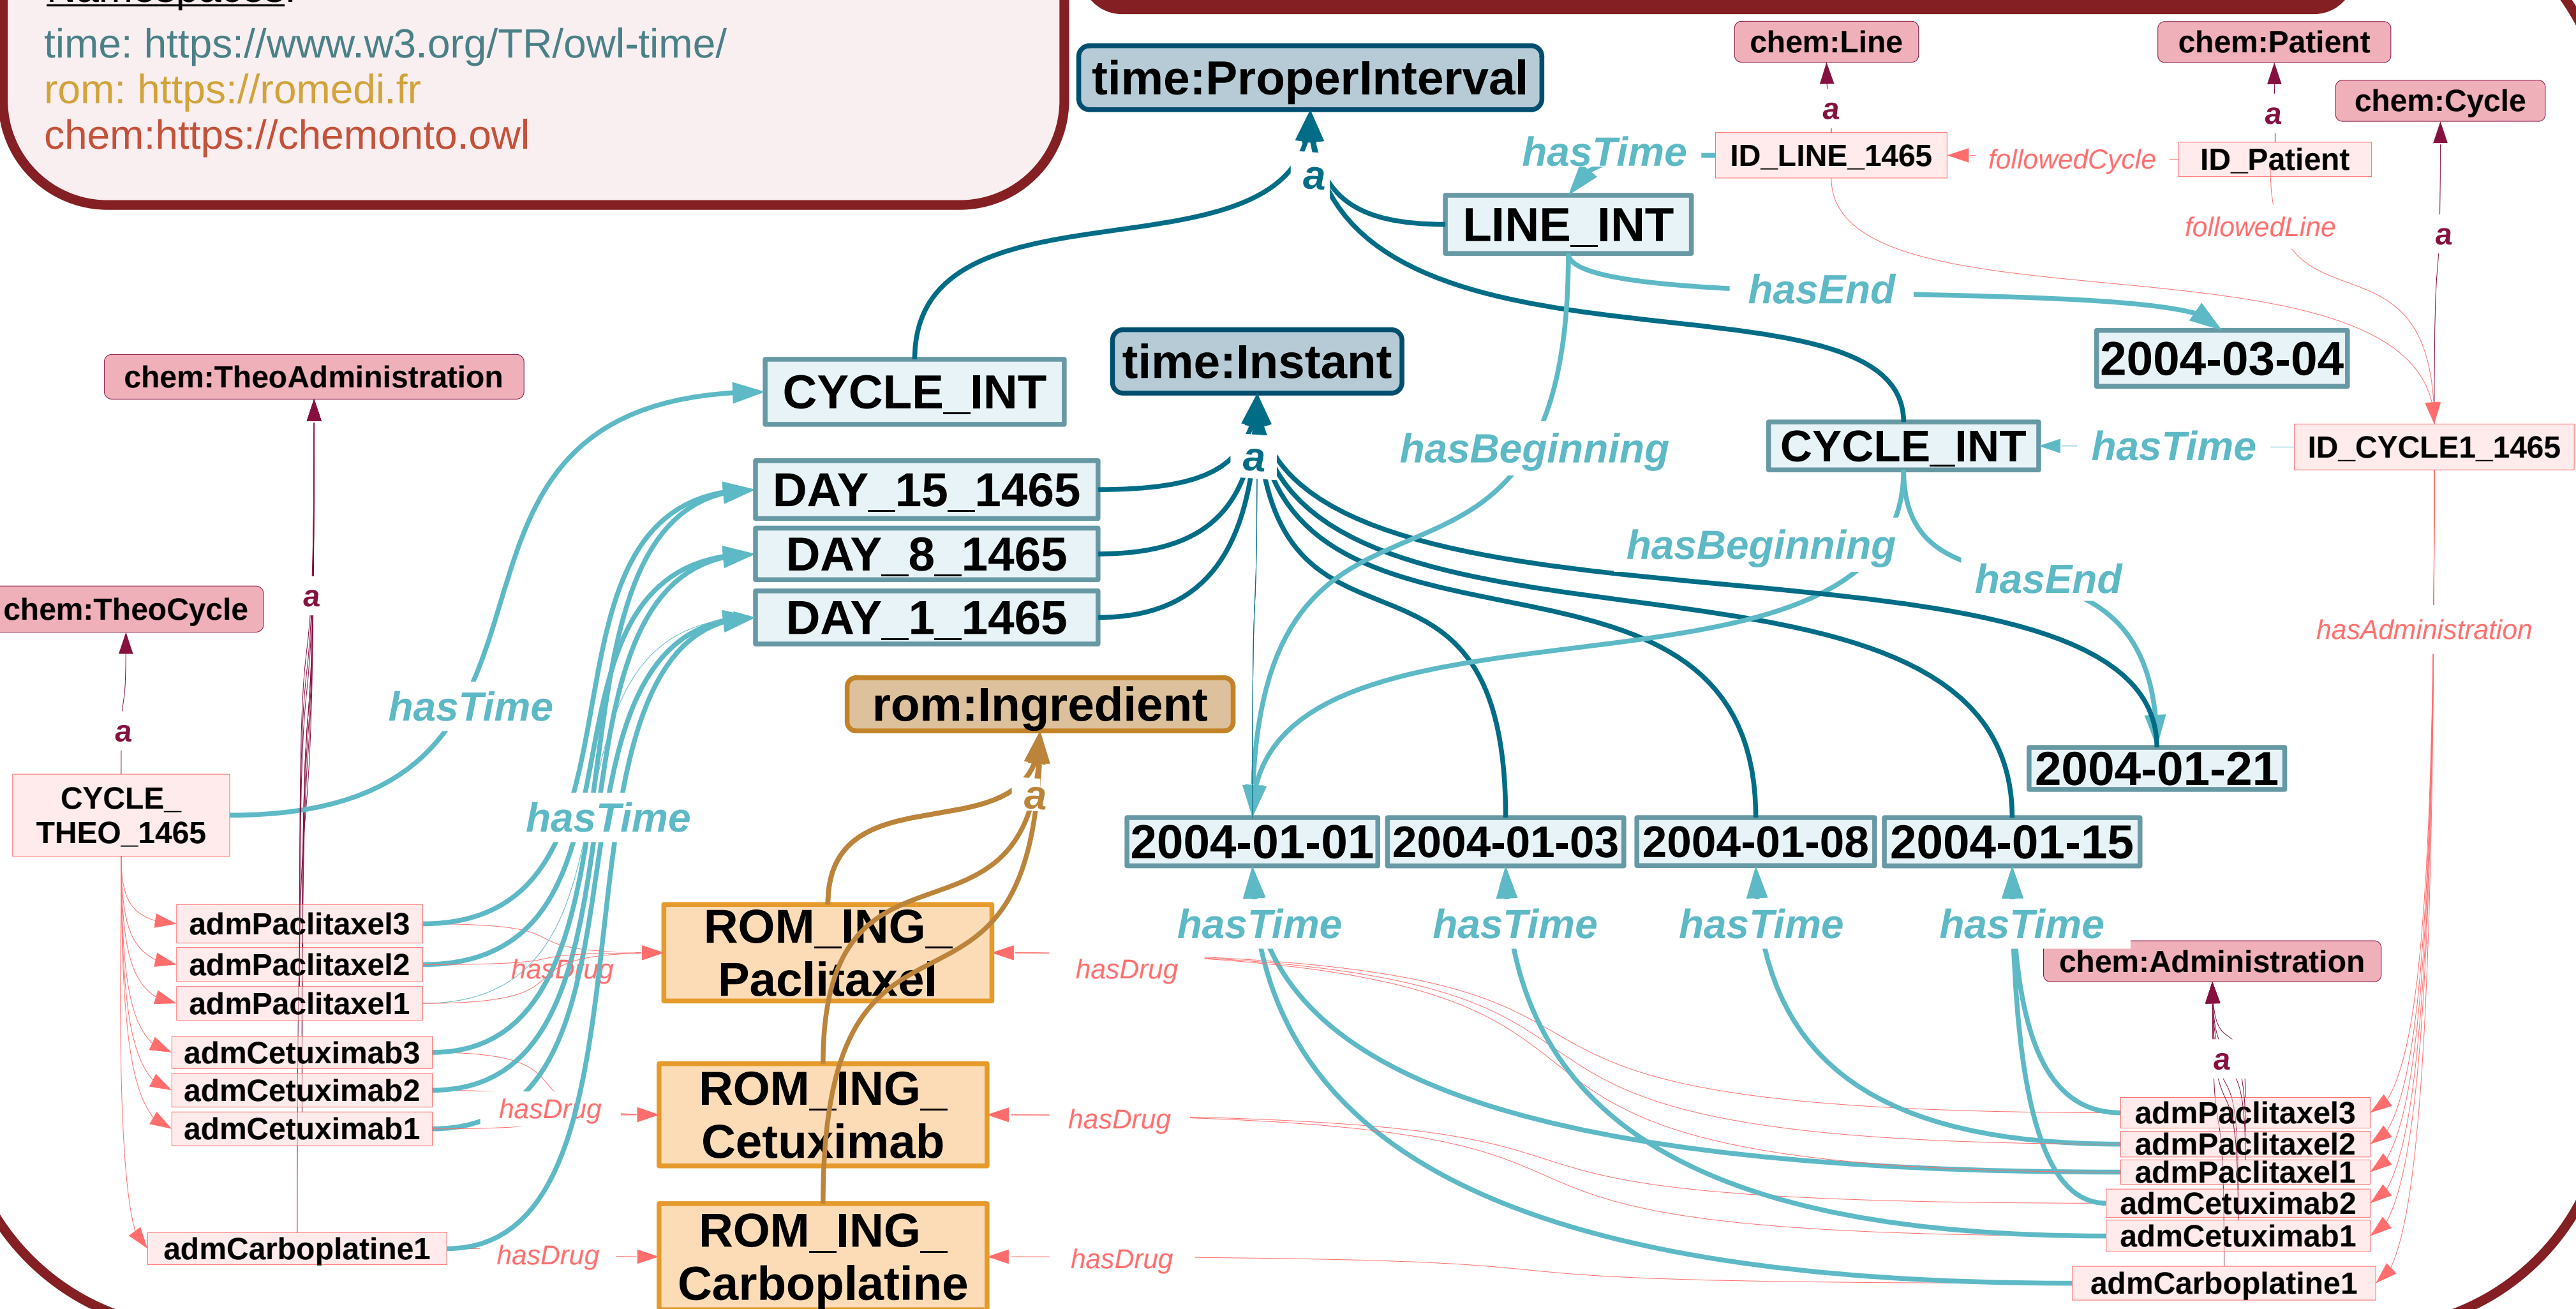 Namespaces:
time: https://www.w3.org/TR/owl-time/
rom: https://romedi.fr
chem:https://chemonto.owl
time:ProperInterval
chem:Line
chem:Patient
chem:Cycle
a
a
a
hasTime
ID_LINE_1465
followedCycle
ID_Patient
a
LINE_INT
followedLine
a
hasEnd
2004-03-04
time:Instant
chem:TheoAdministration
CYCLE_INT
hasBeginning
CYCLE_INT
hasTime
ID_CYCLE1_1465
a
DAY_15_1465
DAY_8_1465
DAY_1_1465
hasBeginning
hasEnd
chem:TheoCycle
a
hasAdministration
hasTime
rom:Ingredient
a
a
2004-01-21
CYCLE_
THEO_1465
hasTime
2004-01-01
2004-01-03
2004-01-08
2004-01-15
hasTime
hasTime
hasTime
hasTime
admPaclitaxel3
admPaclitaxel2
admPaclitaxel1
hasDrug
ROM_ING_
Paclitaxel
hasDrug
chem:Administration
a
admCetuximab3
admCetuximab2
admCetuximab1
hasDrug
ROM_ING_
Cetuximab
hasDrug
admPaclitaxel3
admPaclitaxel2
admPaclitaxel1
admCetuximab2
admCetuximab1
admCarboplatine1
hasDrug
ROM_ING_
Carboplatine
hasDrug
admCarboplatine1